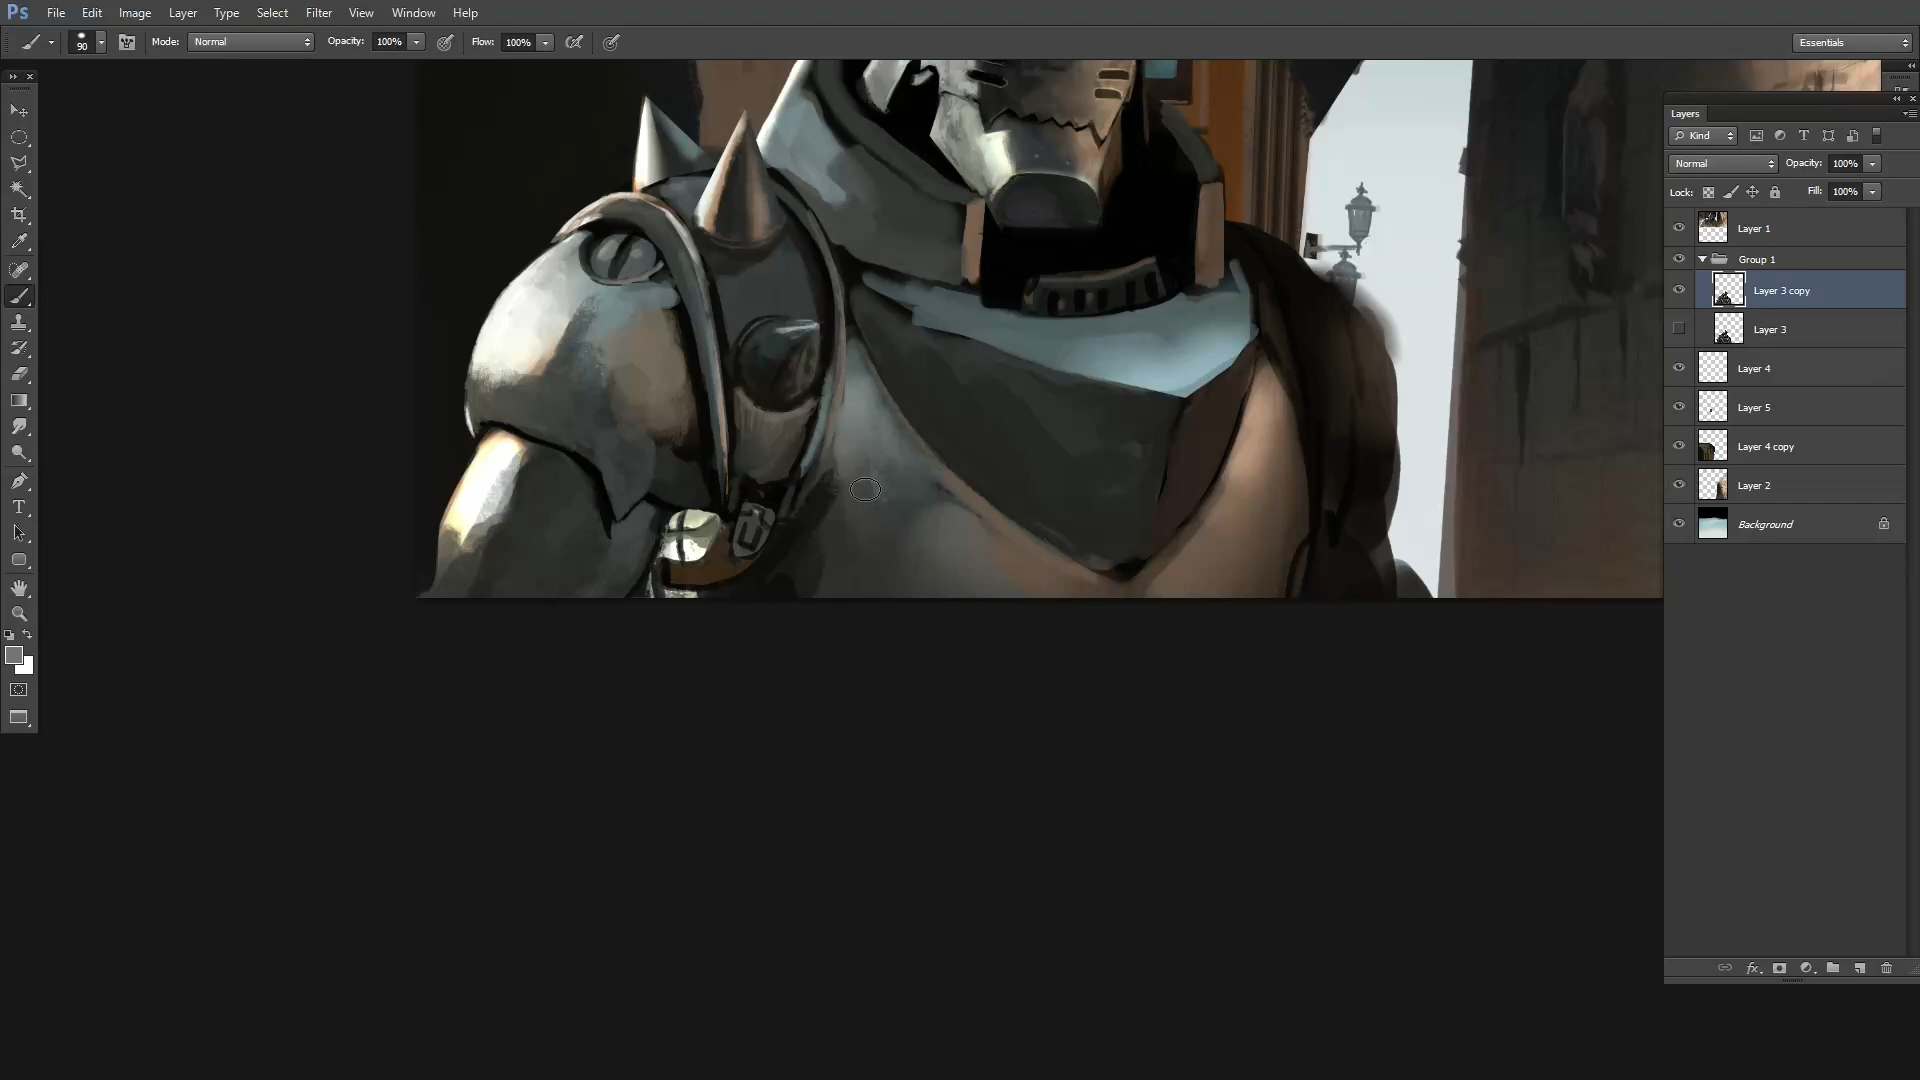 Ps File Edit Image Layer Type Select Filter View Window Help
90 Mode: Normal Opacity: 100% Flow: 100% Essentials
Layers
Kind
Normal Opacity: 100%
Lock: Fill: 100%
Layer 1
Group 1
Layer 3 copy
Layer 3
Layer 4
Layer 5
Layer 4 copy
Layer 2
Background
fx